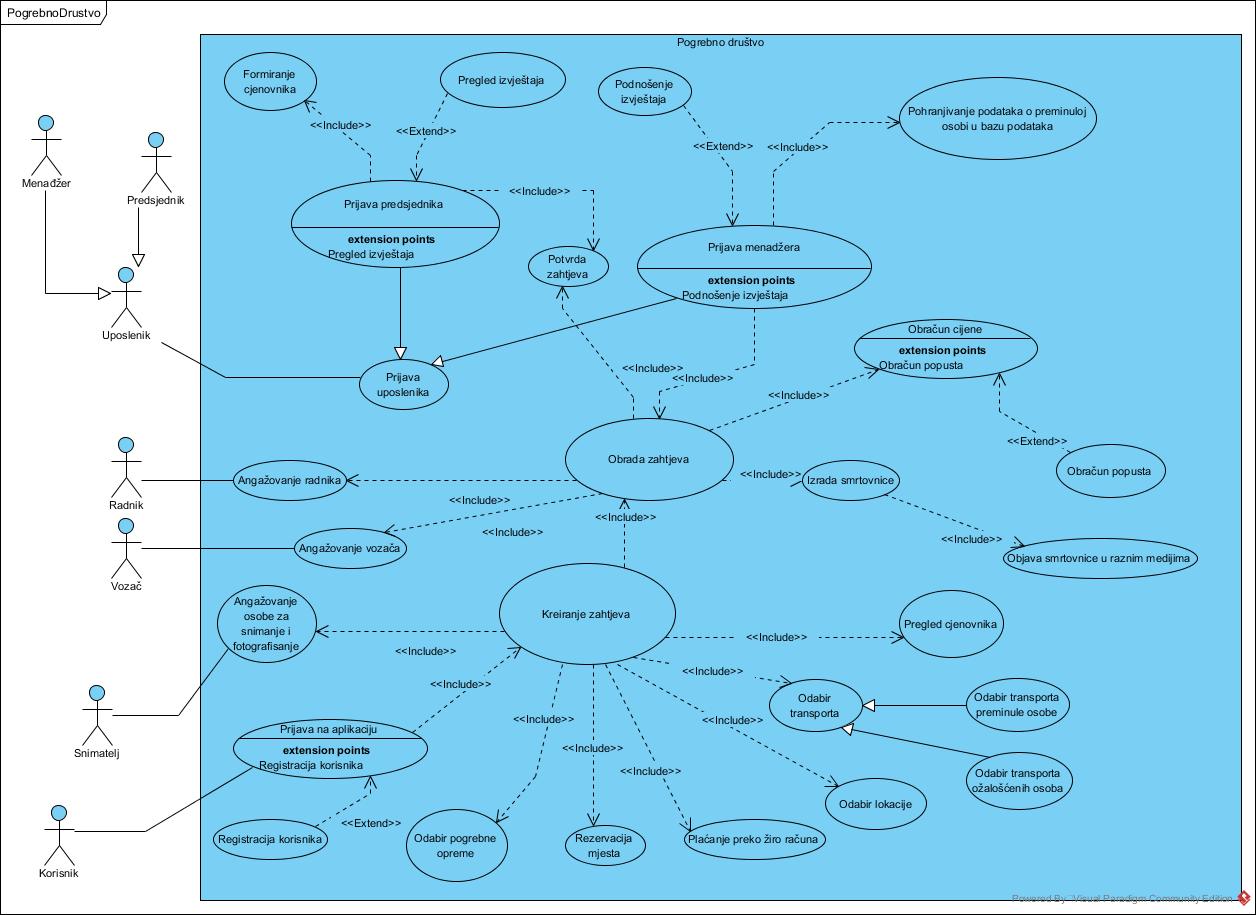 PogrebnoDrustvo
Pogrebno društvo
Formiranje
cjenovnika
Pregled izvještaja
Podnošenje
izvještaja
Pohranjivanje podataka o preminuloj
osobi u bazu podataka
<<Include>>
<<Extend>>
<<Extend>>
<<Include>>
Menadžer
Predsjednik
<<Include>>
Prijava predsjednika
extension points
Pregled izvještaja
Potvrda
zahtjeva
Prijava menadžera
extension points
Podnošenje izvještaja
Uposlenik
Obračun cijene
extension points
Obračun popusta
Prijava
uposlenika
<<Include>>
<<Include>>
<<Include>>
<<Extend>>
Obrada zahtjeva
Obračun popusta
Angažovanje radnika
<<Include>>
Izrada smrtovnice
Radnik
<<Include>>
<<Include>>
<<Include>>
<<Include>>
Angažovanje vozača
Objava smrtovnice u raznim medijima
Vozač
Angažovanje
osobe za
snimanje i
fotografisanje
Kreiranje zahtjeva
Pregled cjenovnika
<<Include>>
<<Include>>
<<Include>>
<<Include>>
Odabir
transporta
Odabir transporta
preminule osobe
Snimatelj
<<Include>>
<<Include>>
Prijava na aplikaciju
extension points
Registracija korisnika
<<Include>>
<<Include>>
Odabir transporta
ožalošćenih osoba
Odabir lokacije
<<Extend>>
Registracija korisnika
Odabir pogrebne
opreme
Rezervacija
mjesta
Plaćanje preko žiro računa
Korisnik
Powered By Visual Paradigm Community Edition